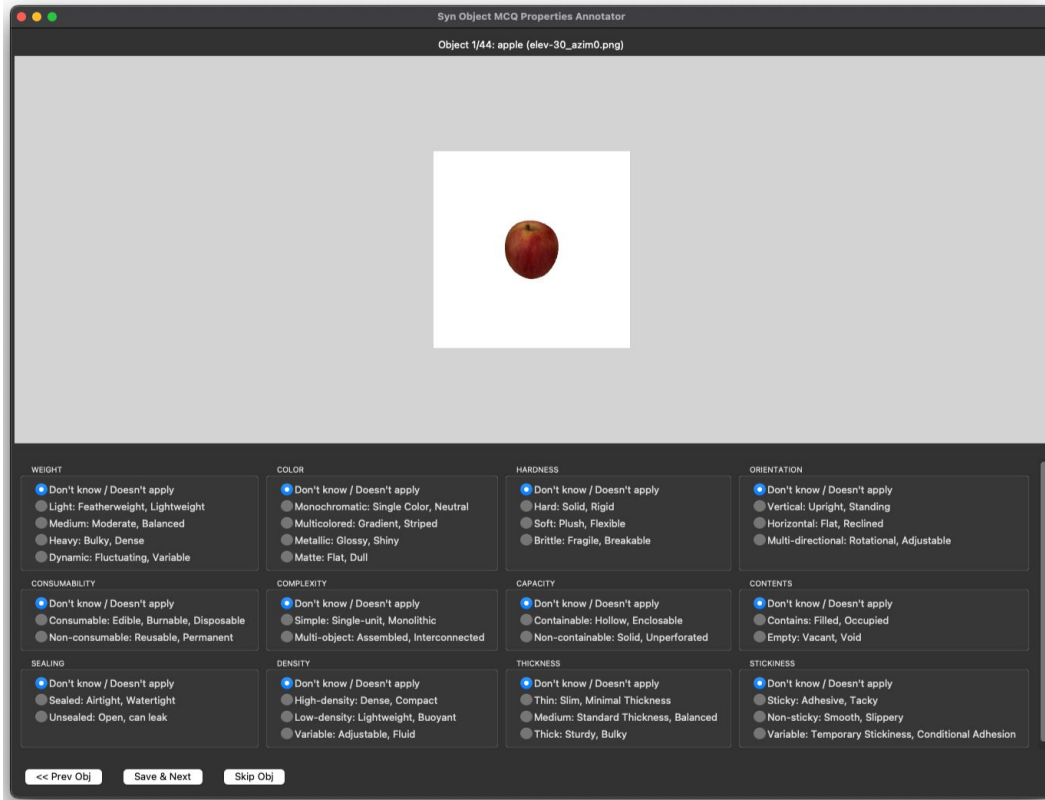 Syn Object MCQ Properties Annotator
Object 1/44: apple (elev-30_azim0.png)
WEIGHT
Don't know / Doesn't apply
Light: Featherweight, Lightweight
Medium: Moderate, Balanced
Heavy: Bulky, Dense
Dynamic: Fluctuating, Variable
COLOR
Don't know / Doesn't apply
Monochromatic: Single Color, Neutral
Multicolored: Gradient, Striped
Metallic: Glossy, Shiny
Matte: Flat, Dull
HARDNESS
Don't know / Doesn't apply
Hard: Solid, Rigid
Soft: Plush, Flexible
Brittle: Fragile, Breakable
ORIENTATION
Don't know / Doesn't apply
Vertical: Upright, Standing
Horizontal: Flat, Reclined
Multi-directional: Rotational, Adjustable
CONSUMABILITY
Don't know / Doesn't apply
Consumable: Edible, Burnable, Disposable
Non-consumable: Reusable, Permanent
COMPLEXITY
Don't know / Doesn't apply
Simple: Single-unit, Monolithic
Multi-object: Assembled, Interconnected
CAPACITY
Don't know / Doesn't apply
Containable: Hollow, Enclosable
Non-containable: Solid, Unperforated
CONTENTS
Don't know / Doesn't apply
Contains: Filled, Occupied
Empty: Vacant, Void
SEALING
Don't know / Doesn't apply
Sealed: Airtight, Watertight
Unsealed: Open, can leak
DENSITY
Don't know / Doesn't apply
High-density: Dense, Compact
Low-density: Lightweight, Buoyant
Variable: Adjustable, Fluid
THICKNESS
Don't know / Doesn't apply
Thin: Slim, Minimal Thickness
Medium: Standard Thickness, Balanced
Thick: Sturdy, Bulky
STICKINESS
Don't know / Doesn't apply
Sticky: Adhesive, Tacky
Non-sticky: Smooth, Slippery
Variable: Temporary Stickiness, Conditional Adhesion
<< Prev Obj
Save & Next
Skip Obj